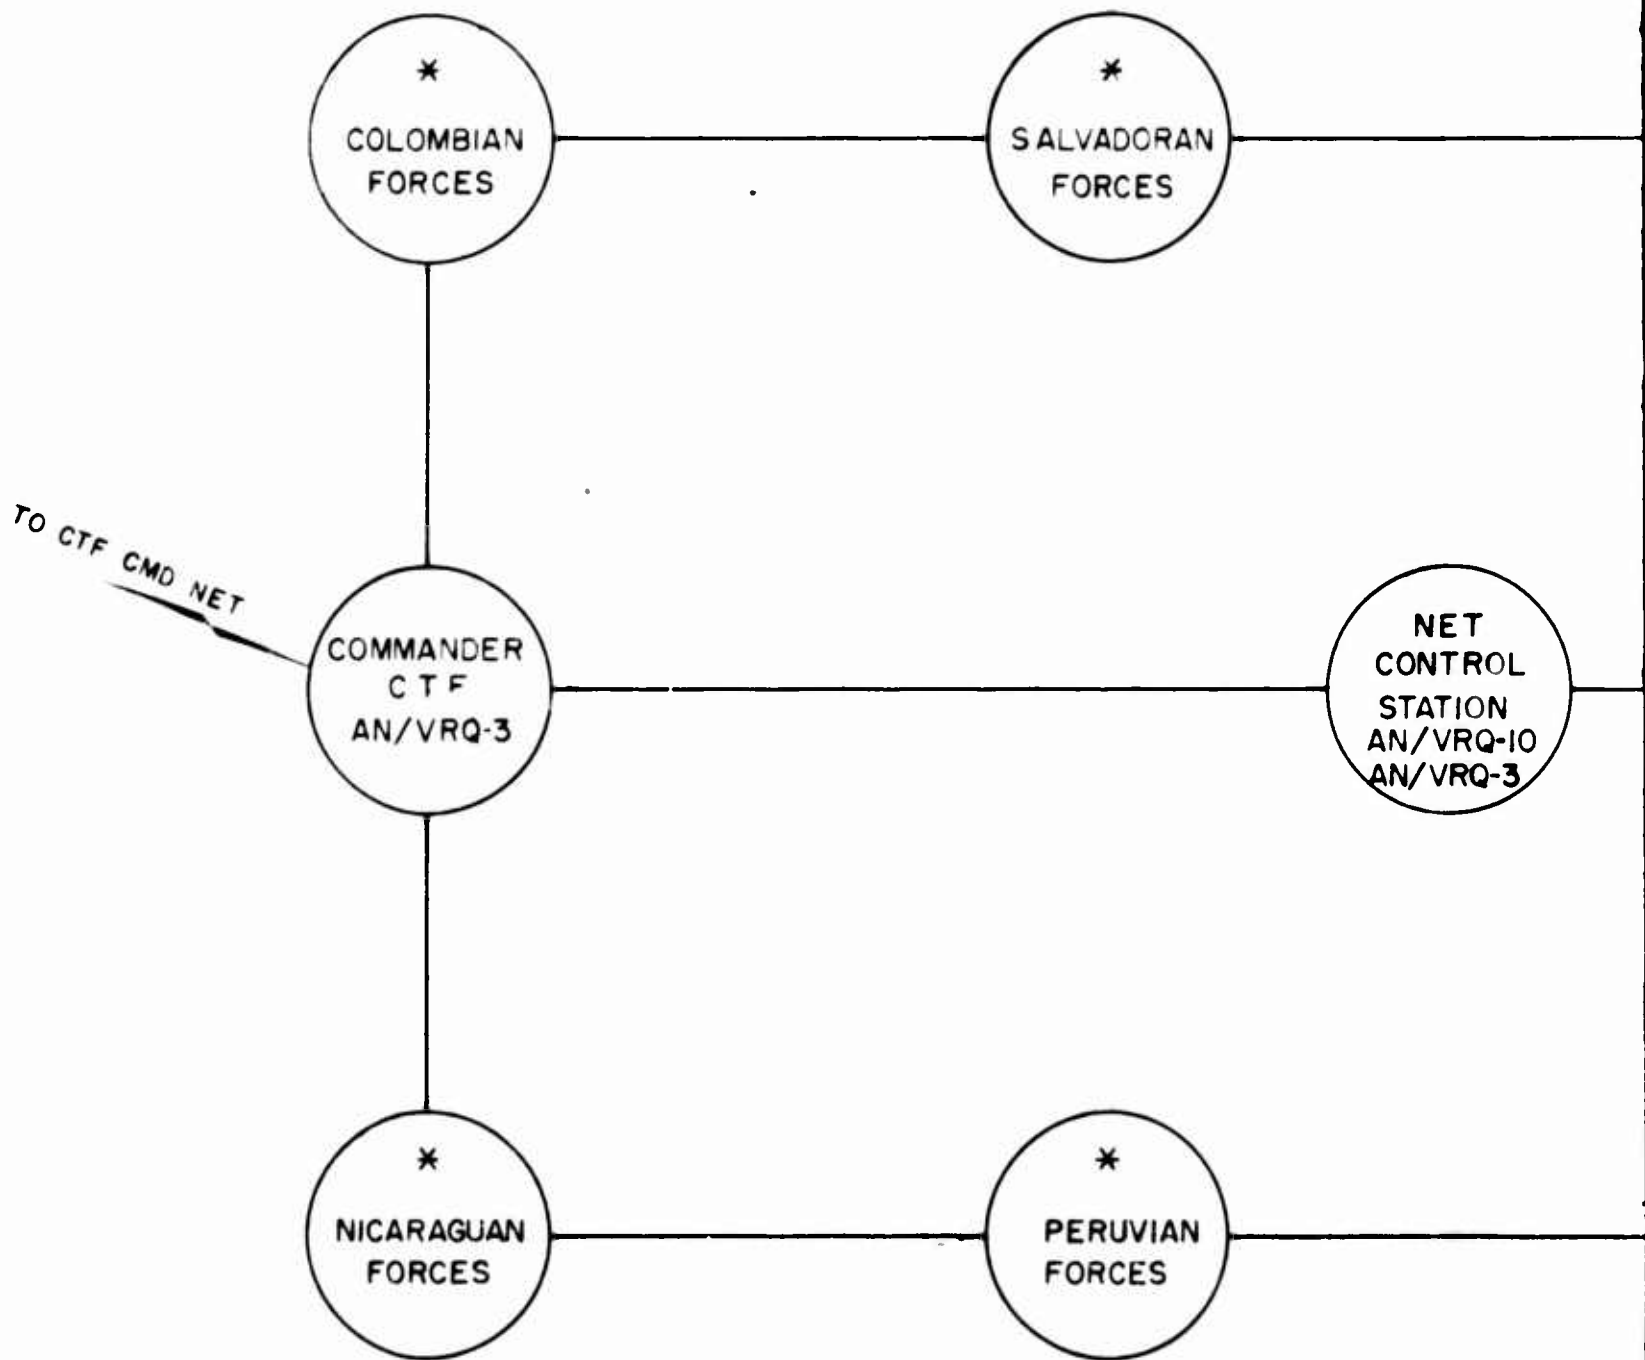 *
COLOMBIAN
FORCES
*
SALVADORAN
FORCES
TO CTF CMD NET
COMMANDER
CTF
AN/VRQ-3
NET
CONTROL
STATION
AN/VRQ-10
AN/VRQ-3
*
NICARAGUAN
FORCES
*
PERUVIAN
FORCES